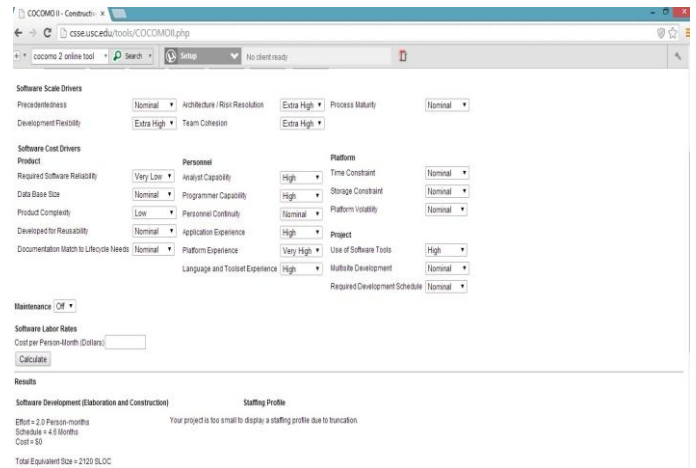 COCOMO II - Constructiv
csse.usc.edu/tools/COCOMOII.php
cocomo 2 online tool Search Setup No client ready
Software Scale Drivers
Precedentedness Nominal Architecture / Risk Resolution Extra High Process Maturity Nominal
Development Flexibility Extra High Team Cohesion Extra High
Software Cost Drivers
Product Personnel Platform
Required Software Reliability Very Low Analyst Capability High Time Constraint Nominal
Data Base Size Nominal Programmer Capability High Storage Constraint Nominal
Product Complexity Low Personnel Continuity Nominal Platform Volatility Nominal
Developed for Reusability Nominal Application Experience High Project
Documentation Match to Lifecycle Needs Nominal Platform Experience Very High Use of Software Tools High
Language and Toolset Experience High Multisite Development Nominal
Required Development Schedule Nominal
Maintenance Off
Software Labor Rates
Cost per Person-Month (Dollars)
Calculate
Results
Software Development (Elaboration and Construction) Staffing Profile
Effort = 2.0 Person-months Your project is too small to display a staffing profile due to truncation.
Schedule = 4.6 Months
Cost = $0
Total Equivalent Size = 2120 SLOC